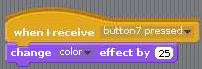 when I receive button7 pressed
change color effect by 25